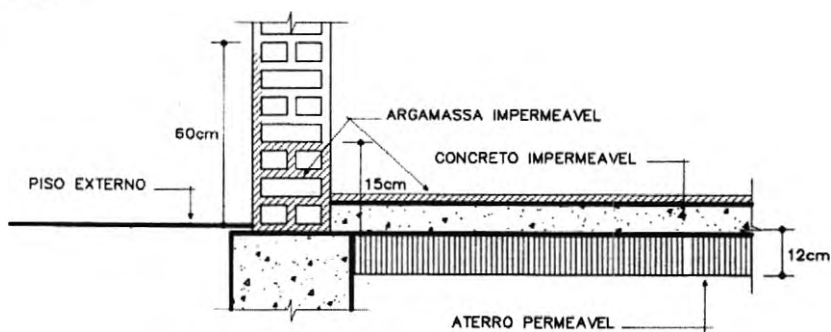 ARGAMASSA IMPERMEAVEL
60cm
CONCRETO IMPERMEAVEL
PISO EXTERNO
15cm
12cm
ATERRO PERMEAVEL